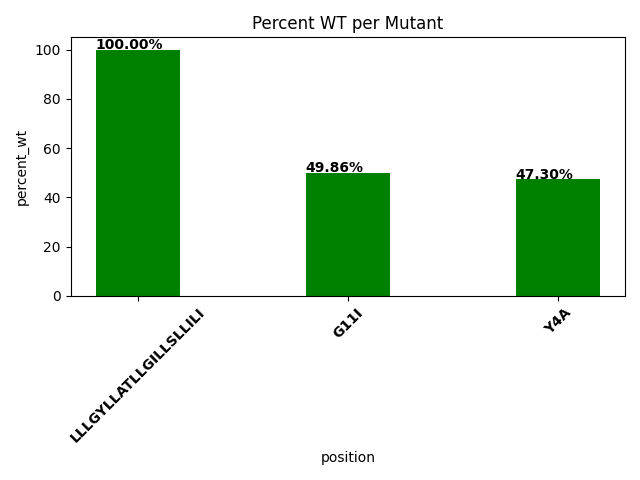 Percent WT per Mutant
percent_wt
100
80
60
40
20
0
100.00%
49.86%
47.30%
LLLGYLLATLLGILLSLLILI
G11I
Y4A
position